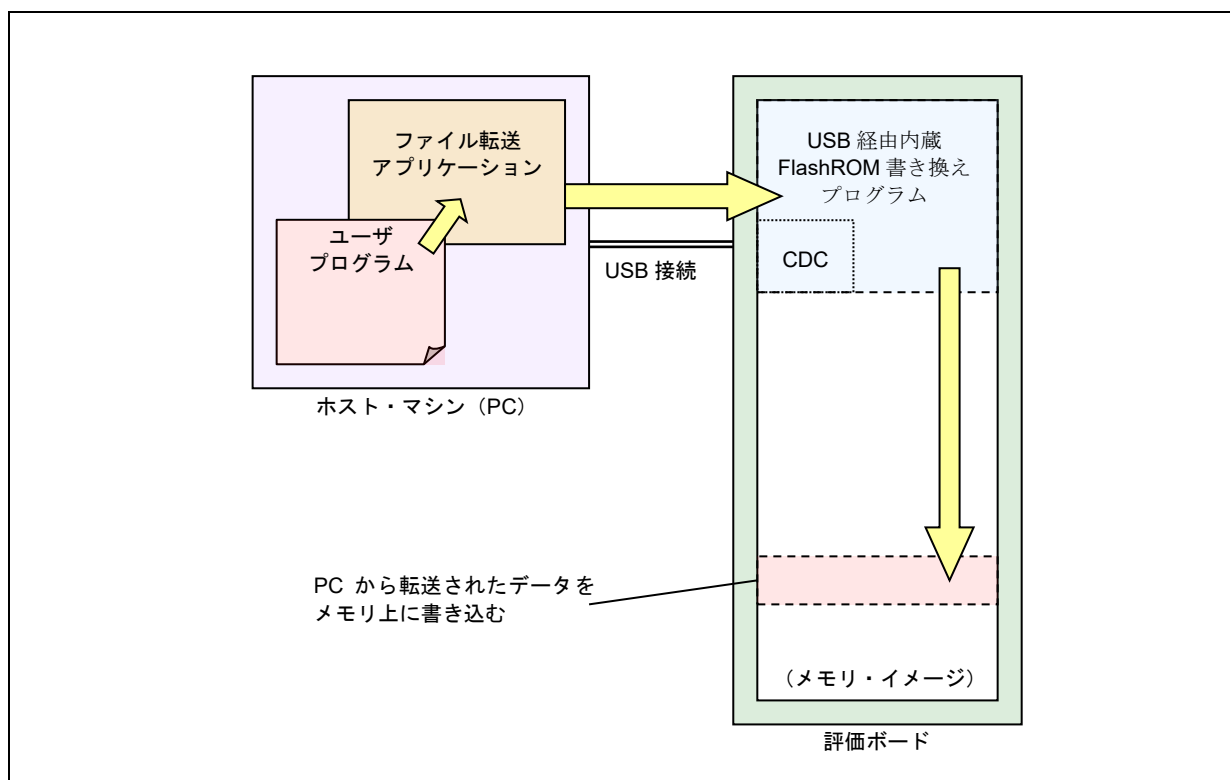 ファイル転送
アプリケーション
ユーザ
プログラム
ホスト・マシン（PC）
USB 接続
USB 経由内蔵
FlashROM 書き換え
プログラム
CDC
PC から転送されたデータを
メモリ上に書き込む
（メモリ・イメージ）
評価ボード